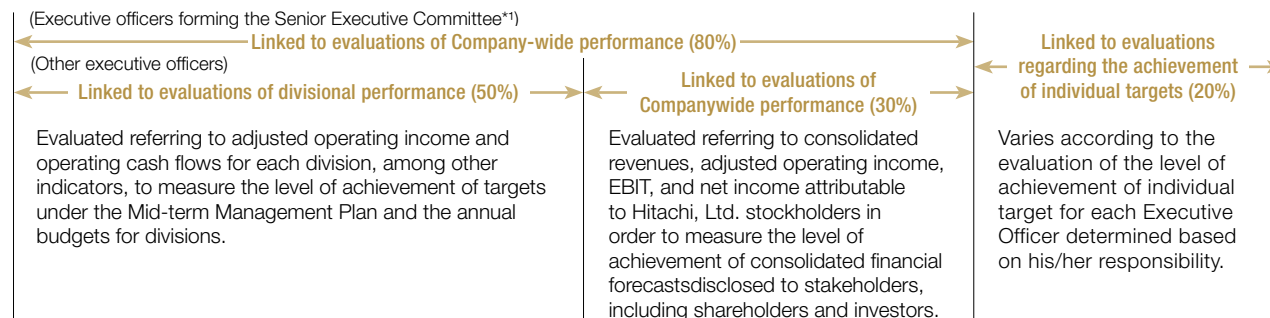 (Executive officers forming the Senior Executive Committee*1)
Linked to evaluations of Company-wide performance (80%)
(Other executive officers)
Linked to evaluations of divisional performance (50%)
Linked to evaluations of
Companywide performance (30%)
Linked to evaluations
regarding the achievement
of individual targets (20%)
Evaluated referring to adjusted operating income and
operating cash flows for each division, among other
indicators, to measure the level of achievement of targets
under the Mid-term Management Plan and the annual
budgets for divisions.
Evaluated referring to consolidated
revenues, adjusted operating income,
EBIT, and net income attributable
to Hitachi, Ltd. stockholders in
order to measure the level of
achievement of consolidated financial
forecastsdisclosed to stakeholders,
including shareholders and investors.
Varies according to the
evaluation of the level of
achievement of individual
target for each Executive
Officer determined based
on his/her responsibility.